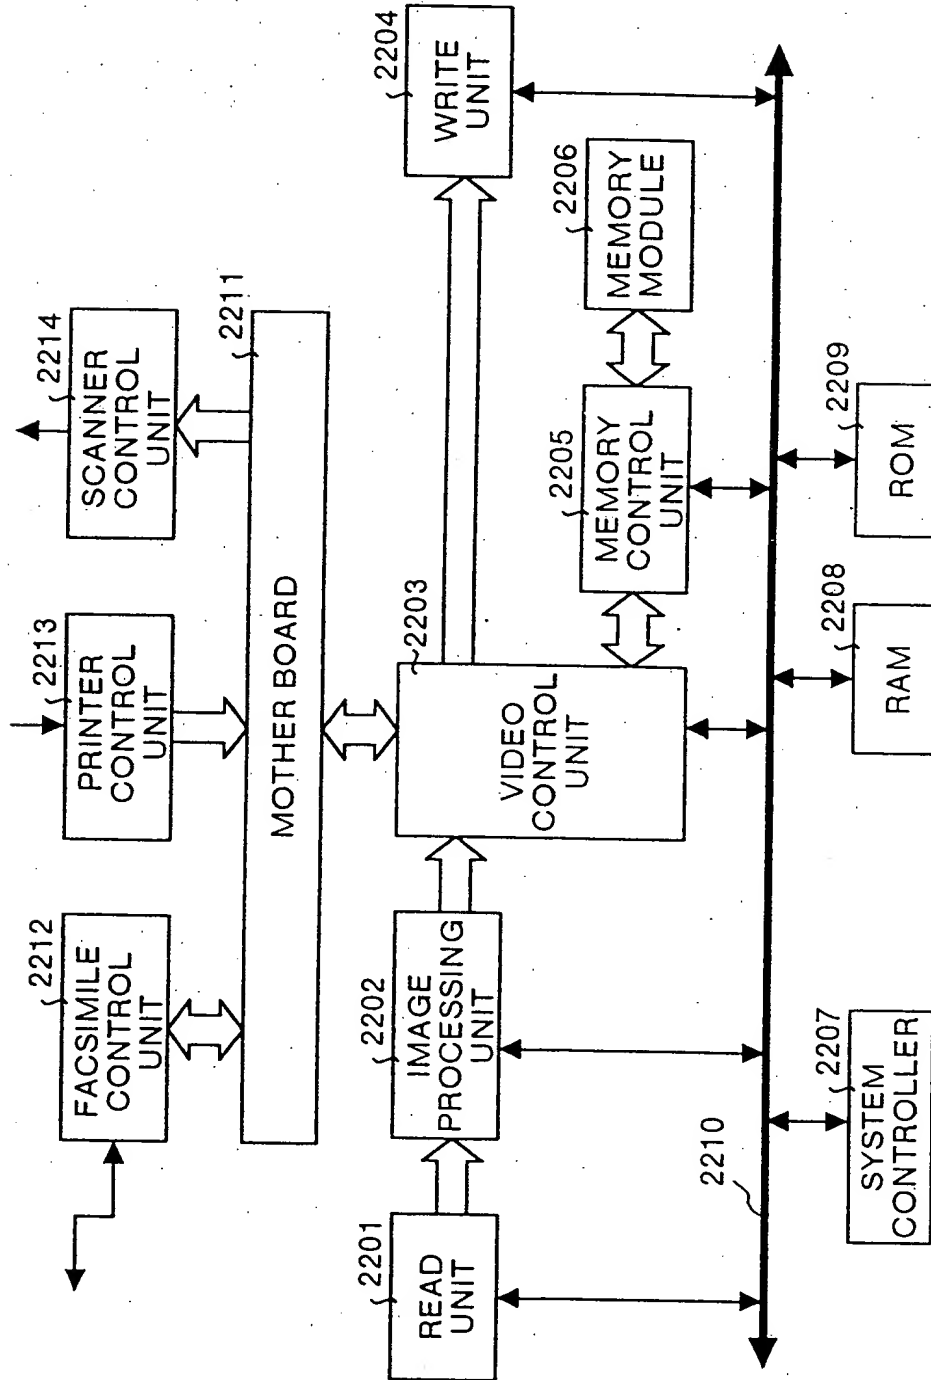 2212
FACSIMILE
CONTROL
UNIT
2213
PRINTER
CONTROL
UNIT
2214
SCANNER
CONTROL
UNIT
2211
MOTHER BOARD
2201
READ
UNIT
2202
IMAGE
PROCESSING
UNIT
2203
VIDEO
CONTROL
UNIT
2204
WRITE
UNIT
2205
MEMORY
CONTROL
UNIT
2206
MEMORY
MODULE
2210
2207
SYSTEM
CONTROLLER
2208
RAM
2209
ROM